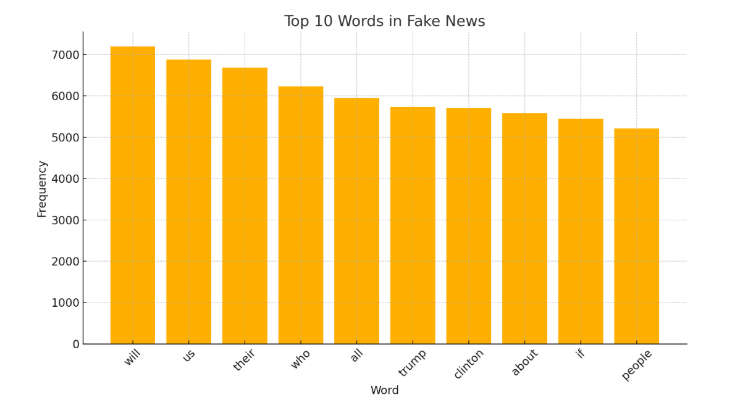 Top 10 Words in Fake News
Frequency
7000
6000
5000
4000
3000
2000
1000
0
will
us
their
who
all
trump
clinton
about
if
people
Word